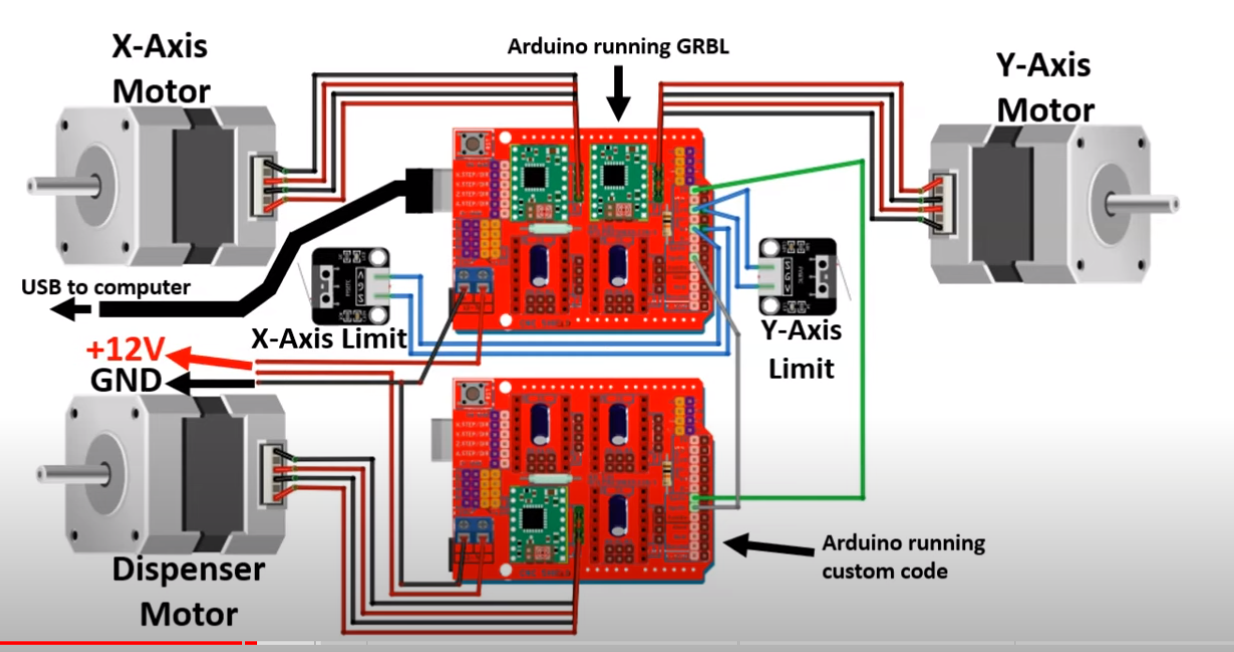 X-Axis
Motor
Arduino running GRBL
Y-Axis
Motor
USB to computer
X-Axis Limit
Y-Axis
Limit
+12V
GND
Dispenser
Motor
Arduino running
custom code